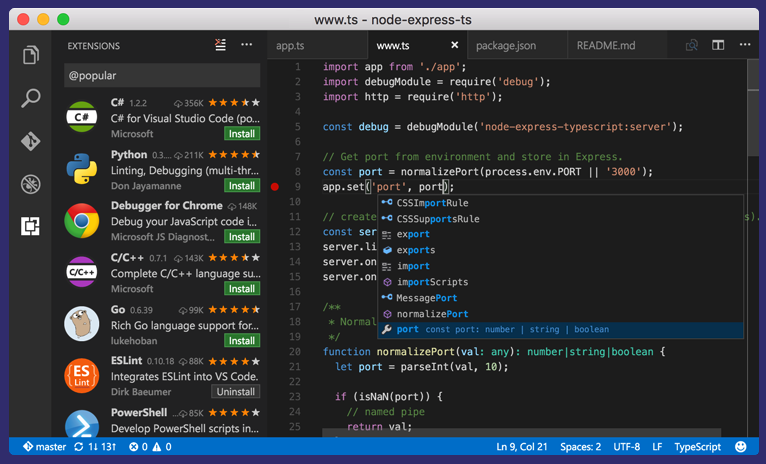 www.ts - node-express-ts
EXTENSIONS
@popular
C# 1.2.2 356K
C# for Visual Studio Code (po...
Microsoft Install
Python 0.3.... 211K
Linting, Debugging (multi-thr...
Don Jayamanne Install
Debugger for Chrome 148K
Debug your JavaScript code i...
Microsoft JS Diagnost... Install
C/C++ 0.7.1 143K
Complete C/C++ language su...
Microsoft Install
Go 0.6.39 99K
Rich Go language support for...
lukehoban Install
ESLint 0.10.18 88K
Integrates ESLint into VS Code.
Dirk Baeumer Uninstall
PowerShell ... 85K
Develop PowerShell scripts in...
C#
C/C++
ES
Lint
app.ts www.ts package.json README.md
1 import app from './app';
2 import debugModule = require('debug');
3 import http = require('http');
4
5 const debug = debugModule('node-express-typescript:server');
6
7 // Get port from environment and store in Express.
8 const port = normalizePort(process.env.PORT || '3000');
9 app.set('port', port);
10
11 // create
12 const ser
13 server.li
14 server.on
15 server.on
16
17 /**
18 * Normal
19 */
20 function normalizePort(val: any): number|string|boolean {
21 let port = parseInt(val, 10);
22
23 if (isNaN(port)) {
24 // named pipe
25 return val;
CSSImportRule
CSSSupportsRule
export
exports
import
importScripts
MessagePort
normalizePort
port const port: number | string | boolean
master 1↓ 13↑ 0 0 Ln 9, Col 21 Spaces: 2 UTF-8 LF TypeScript